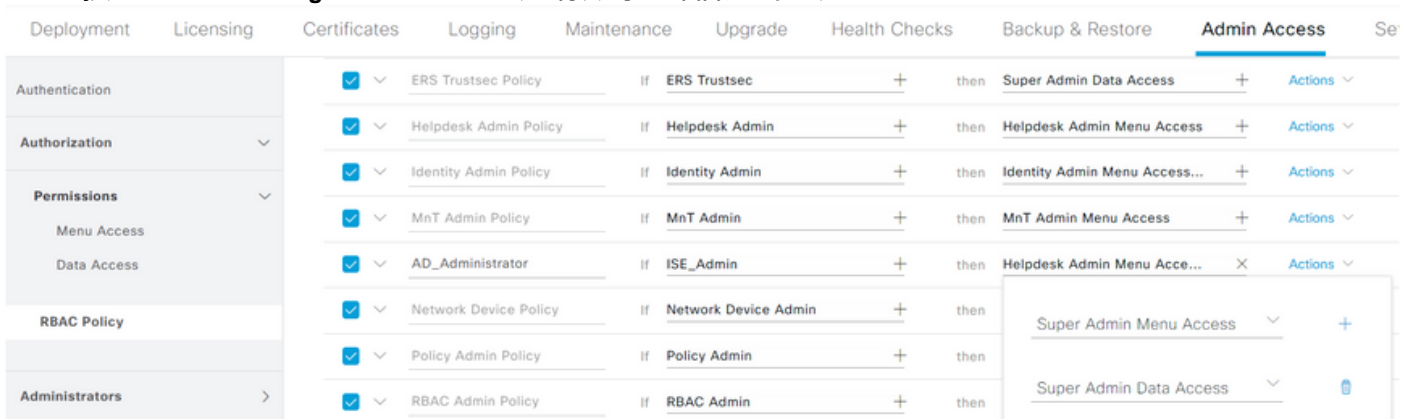 Deployment Licensing Certificates Logging Maintenance Upgrade Health Checks Backup & Restore Admin Access
Authentication
Authorization
Permissions
Menu Access
Data Access
RBAC Policy
Administrators
ERS Trustsec Policy If ERS Trustsec + then Super Admin Data Access + Actions
Helpdesk Admin Policy If Helpdesk Admin + then Helpdesk Admin Menu Access + Actions
Identity Admin Policy If Identity Admin + then Identity Admin Menu Access... + Actions
MnT Admin Policy If MnT Admin + then MnT Admin Menu Access + Actions
AD_Administrator If ISE_Admin + then Helpdesk Admin Menu Acce... × Actions
Network Device Policy If Network Device Admin + then
Policy Admin Policy If Policy Admin + then
RBAC Admin Policy If RBAC Admin + then
Super Admin Menu Access +
Super Admin Data Access